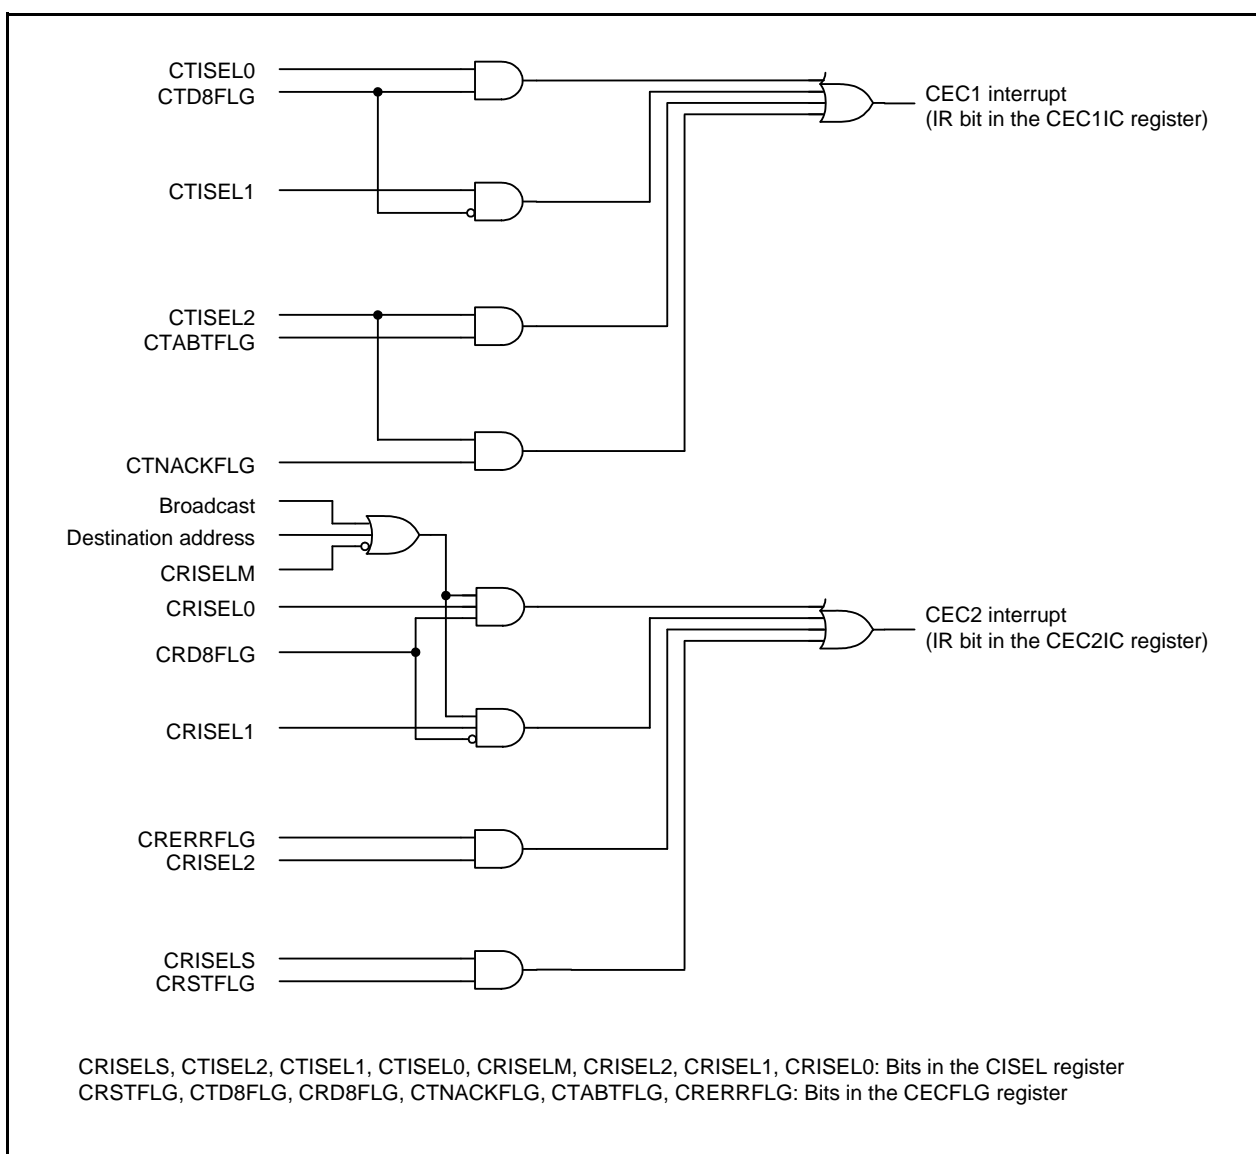 CTISEL0
CTD8FLG
CEC1 interrupt
(IR bit in the CEC1IC register)
CTISEL1
CTISEL2
CTABTFLG
CTNACKFLG
Broadcast
Destination address
CRISELM
CRISEL0
CEC2 interrupt
(IR bit in the CEC2IC register)
CRD8FLG
CRISEL1
CRERRFLG
CRISEL2
CRISELS
CRSTFLG
CRISELS, CTISEL2, CTISEL1, CTISEL0, CRISELM, CRISEL2, CRISEL1, CRISEL0: Bits in the CISEL register
CRSTFLG, CTD8FLG, CRD8FLG, CTNACKFLG, CTABTFLG, CRERRFLG: Bits in the CECFLG register